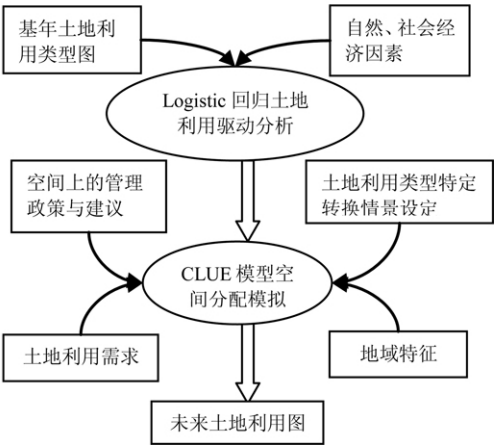 基年土地利
用类型图
自然、社会经
济因素
Logistic 回归土地
利用驱动分析
空间上的管理
政策与建议
土地利用类型特定
转换情景设定
CLUE 模型空
间分配模拟
土地利用需求
地域特征
未来土地利用图